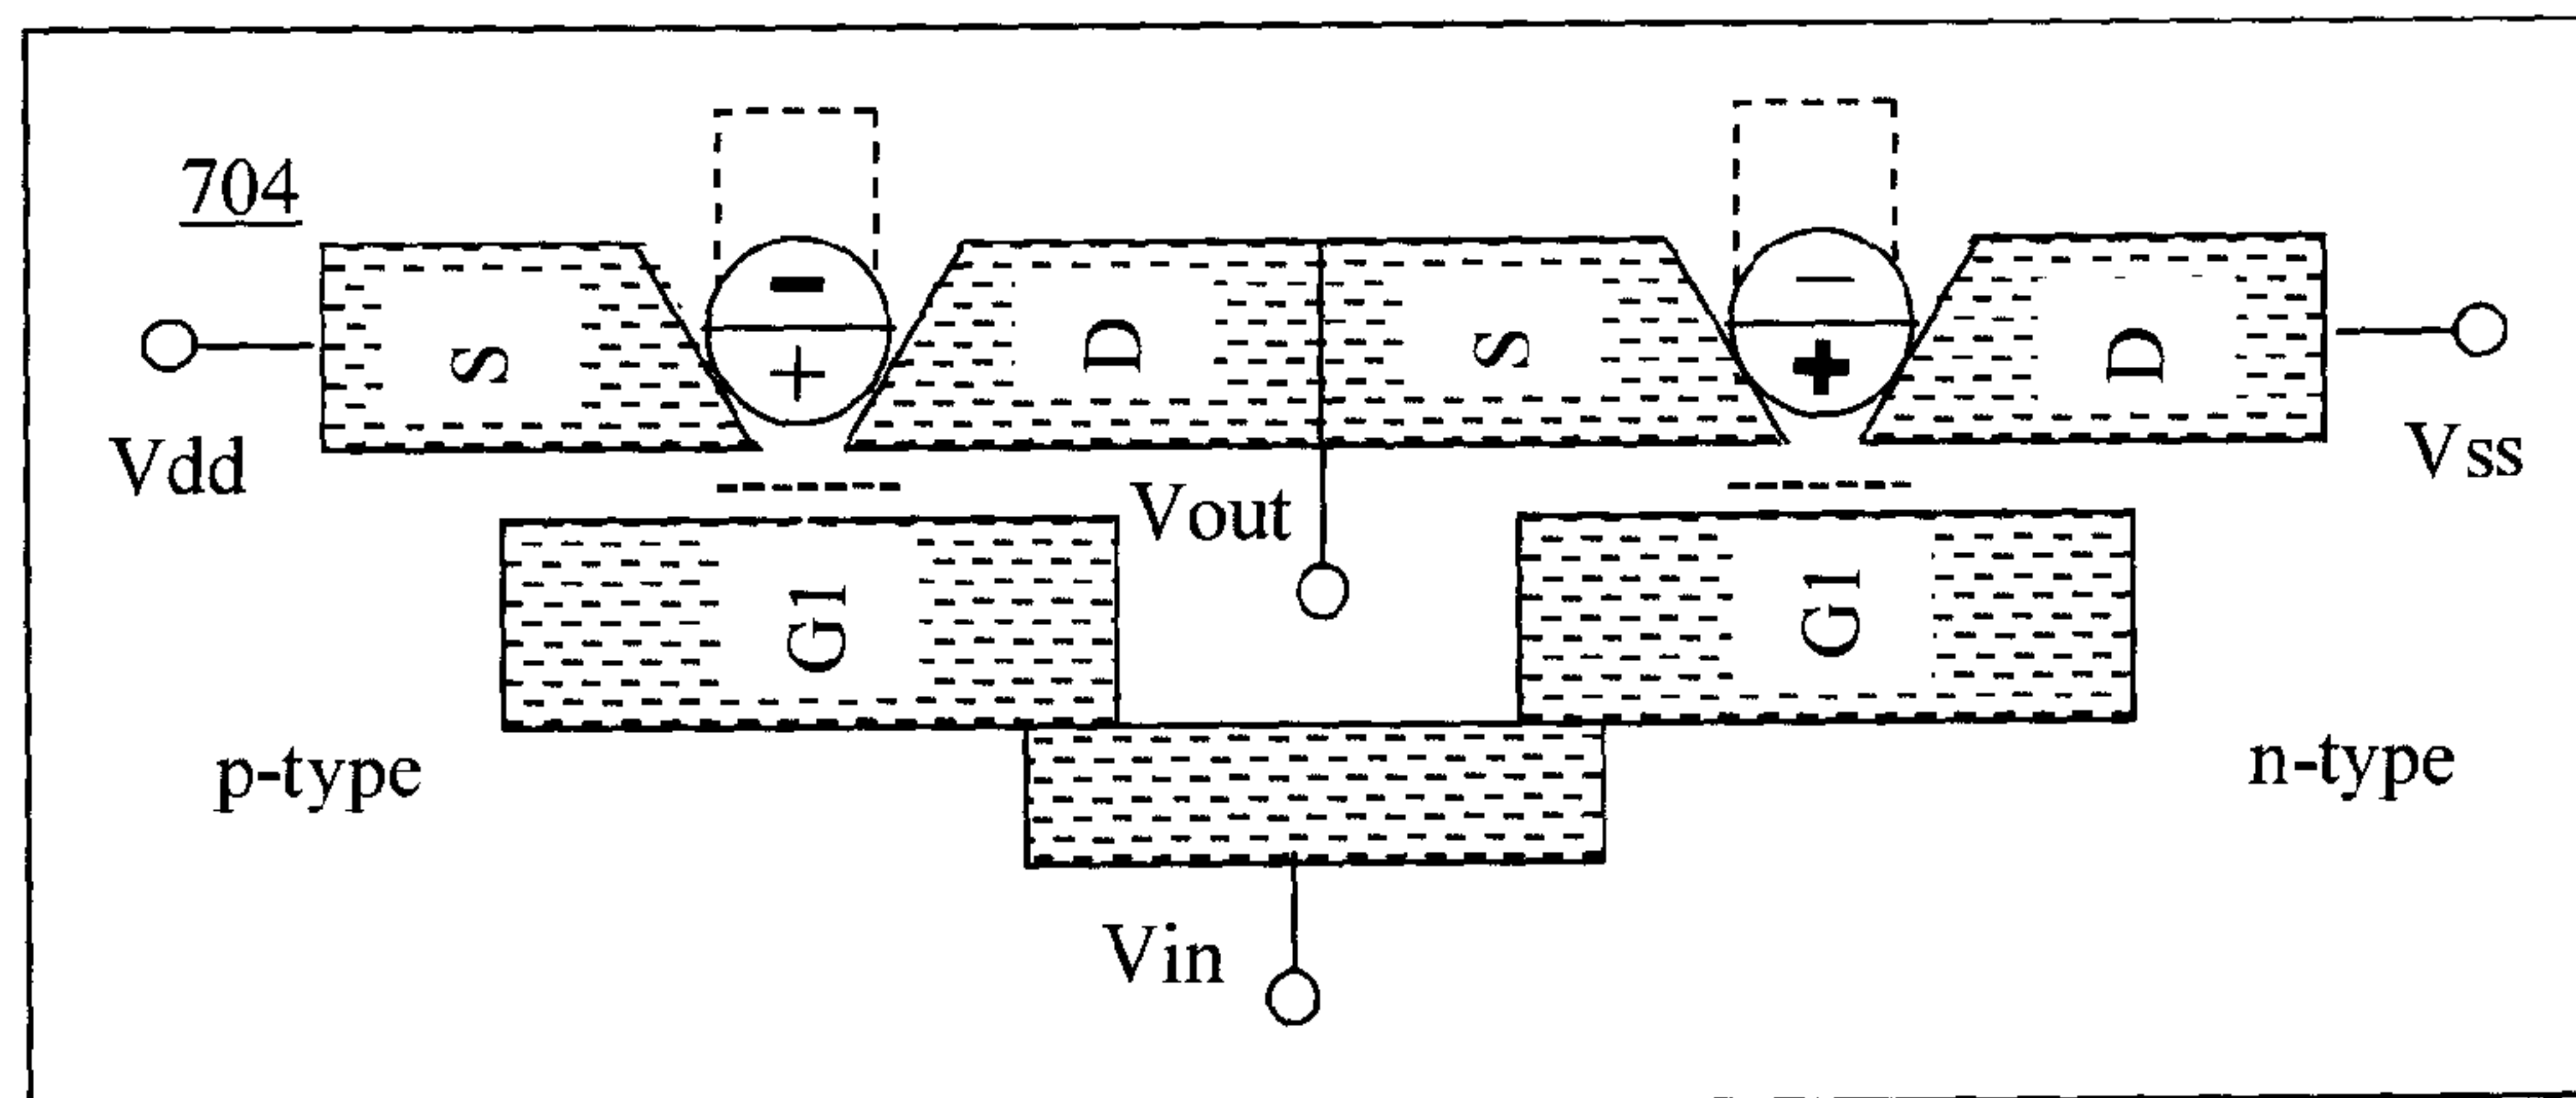 704
− −
S + D S + D
Vdd Vout Vss
G1 G1
p-type n-type
Vin